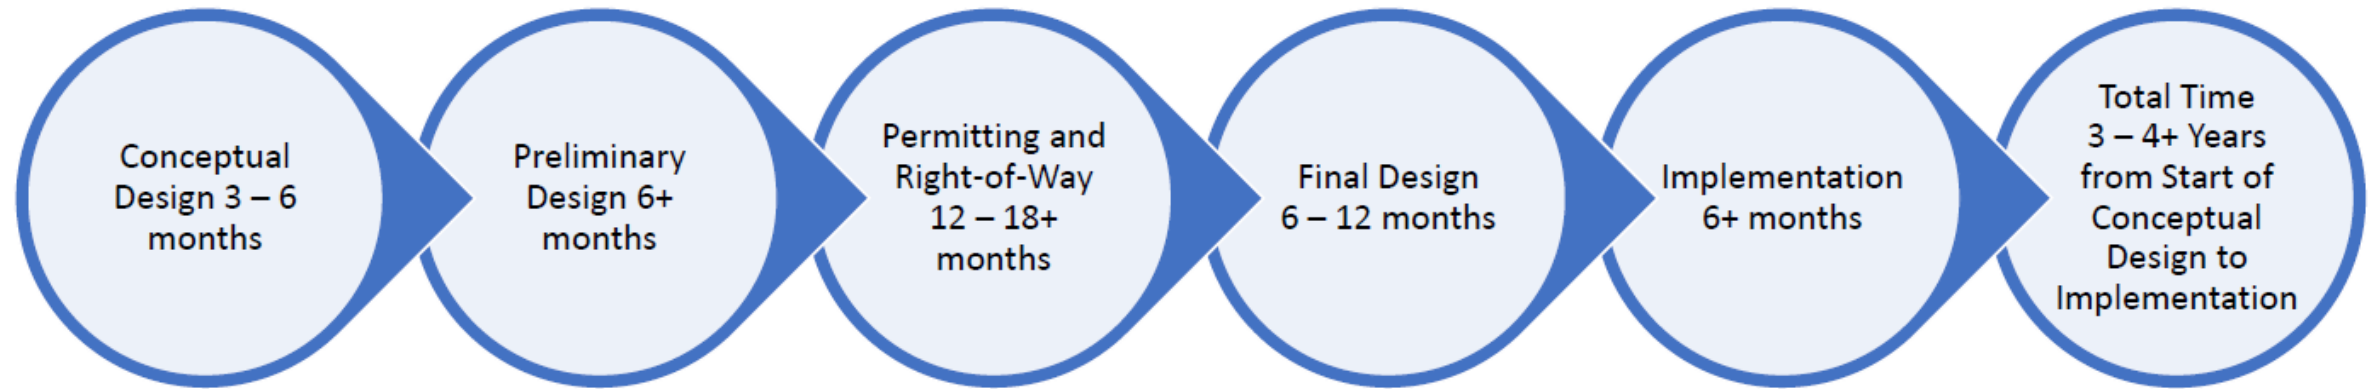 Conceptual
Design 3 – 6
months
Preliminary
Design 6+
months
Permitting and
Right-of-Way
12 – 18+
months
Final Design
6 – 12 months
Implementation
6+ months
Total Time
3 – 4+ Years
from Start of
Conceptual
Design to
Implementation